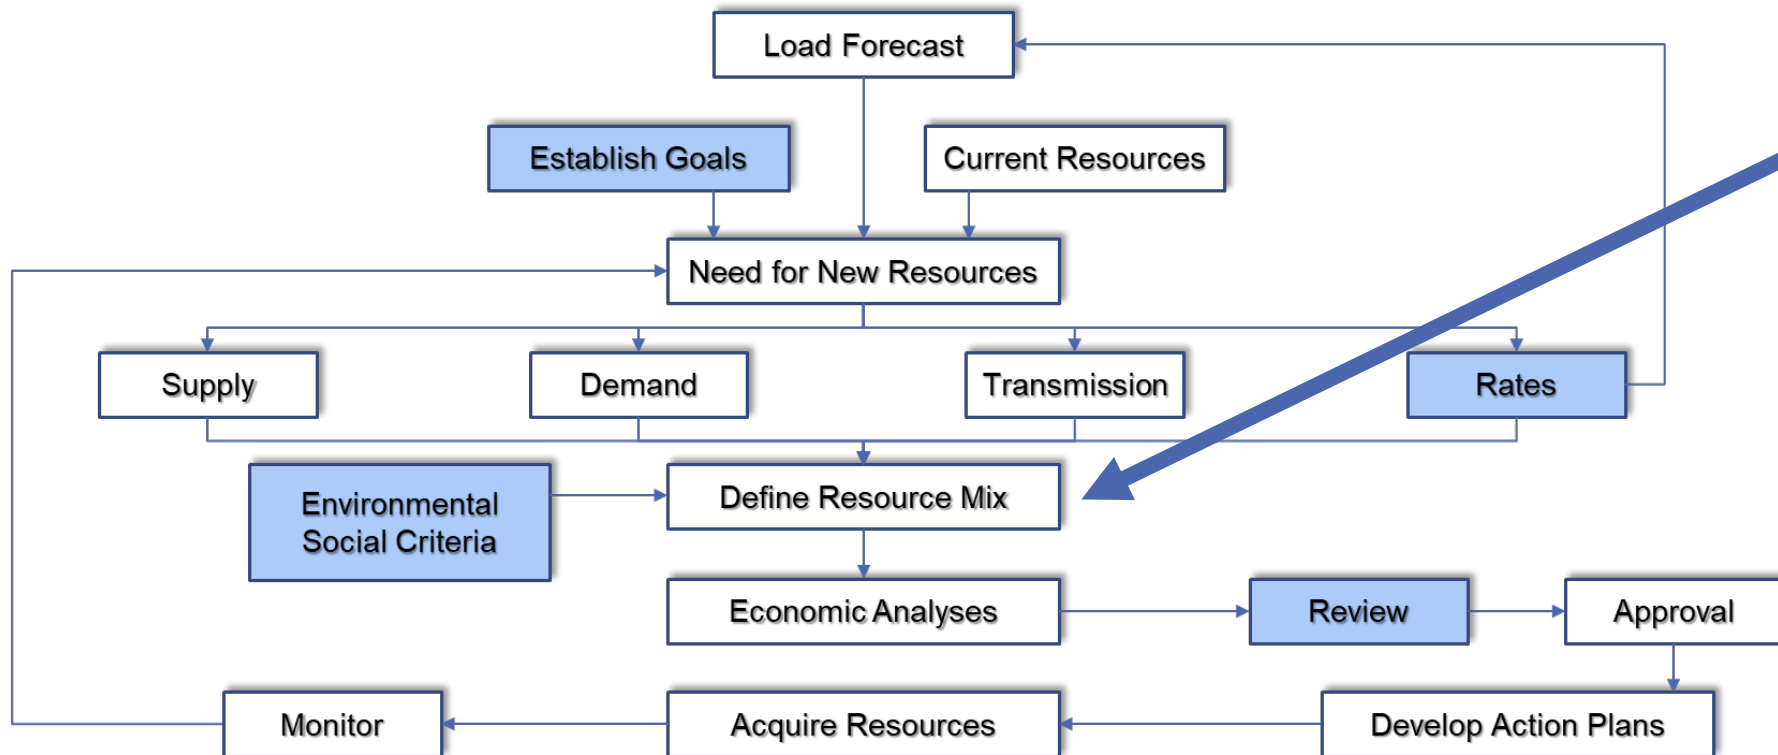 Load Forecast
Establish Goals
Current Resources
Need for New Resources
Supply
Demand
Transmission
Rates
Environmental
Social Criteria
Define Resource Mix
Economic Analyses
Review
Approval
Monitor
Acquire Resources
Develop Action Plans